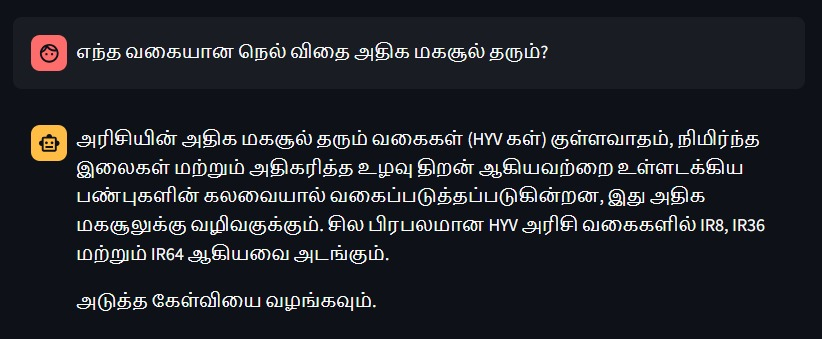 எந்த வகையான நெல் விதை அதிக மகசூல் தரும்?
அரிசியின் அதிக மகசூல் தரும் வகைகள் (HYV கள்) குள்ளவாதம், நிமிர்ந்த
இலைகள் மற்றும் அதிகரித்த உழவு திறன் ஆகியவற்றை உள்ளடக்கிய
பண்புகளின் கலவையால் வகைப்படுத்தப்படுகின்றன, இது அதிக
மகசூலுக்கு வழிவகுக்கும். சில பிரபலமான HYV அரிசி வகைகளில் IR8, IR36
மற்றும் IR64 ஆகியவை அடங்கும்.
அடுத்த கேள்வியை வழங்கவும்.